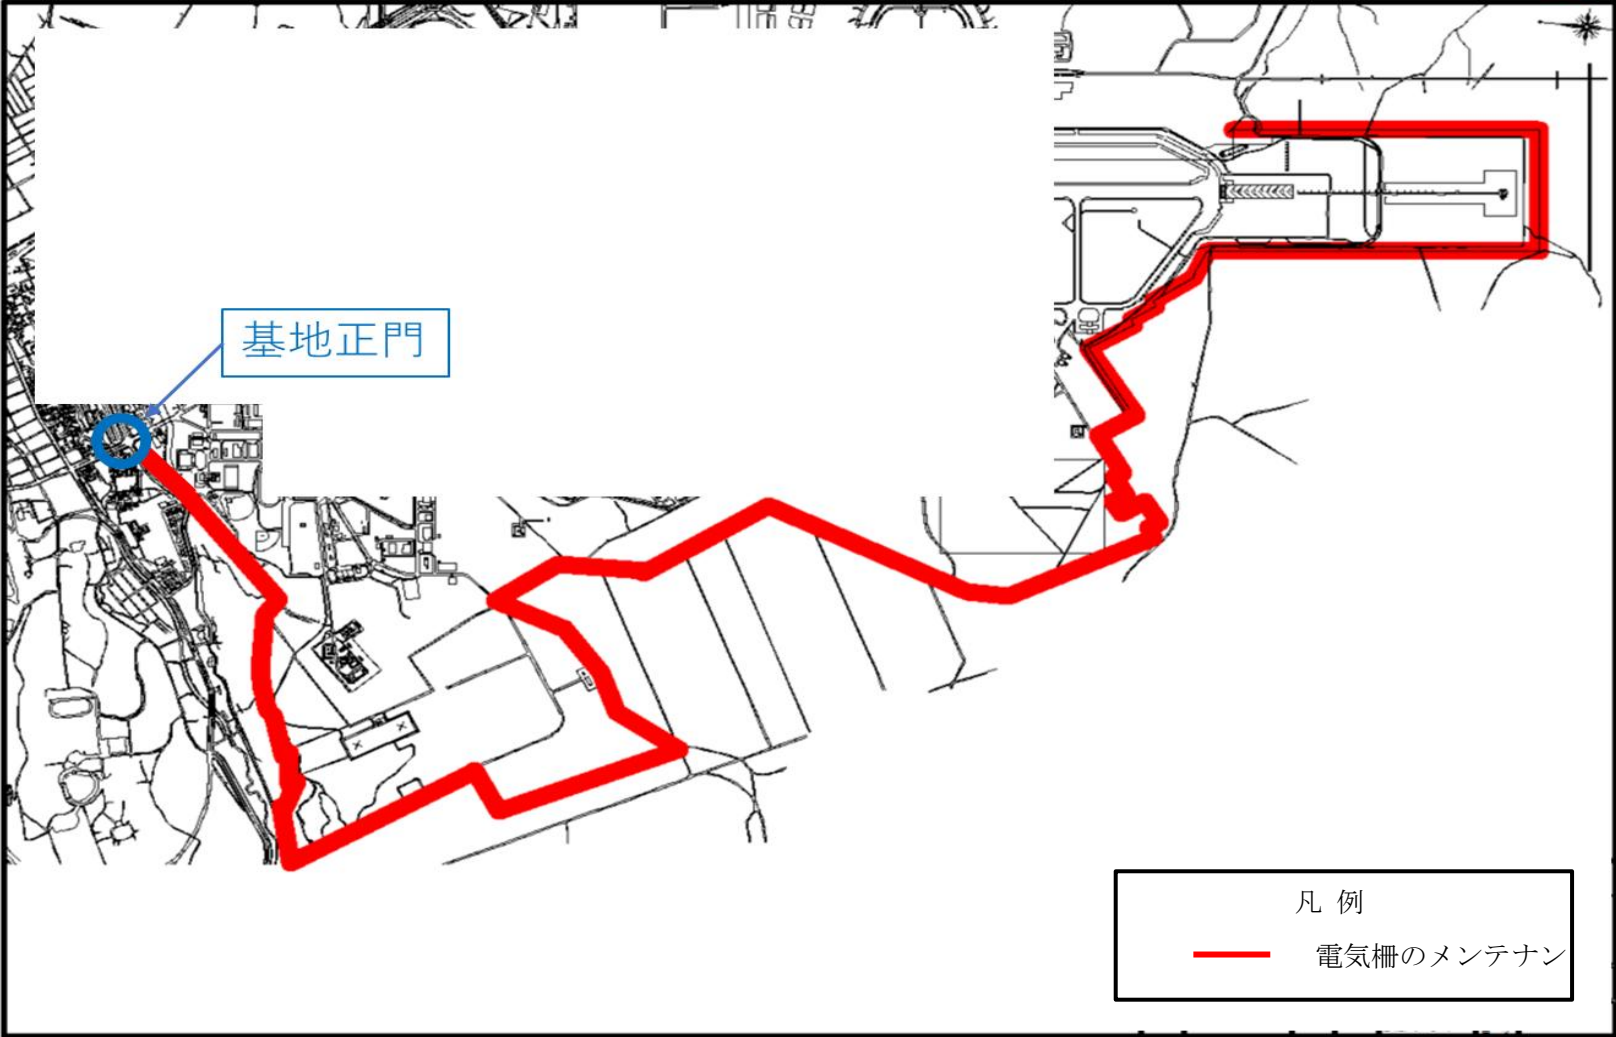 基地正門
凡 例
電気柵のメンテナン